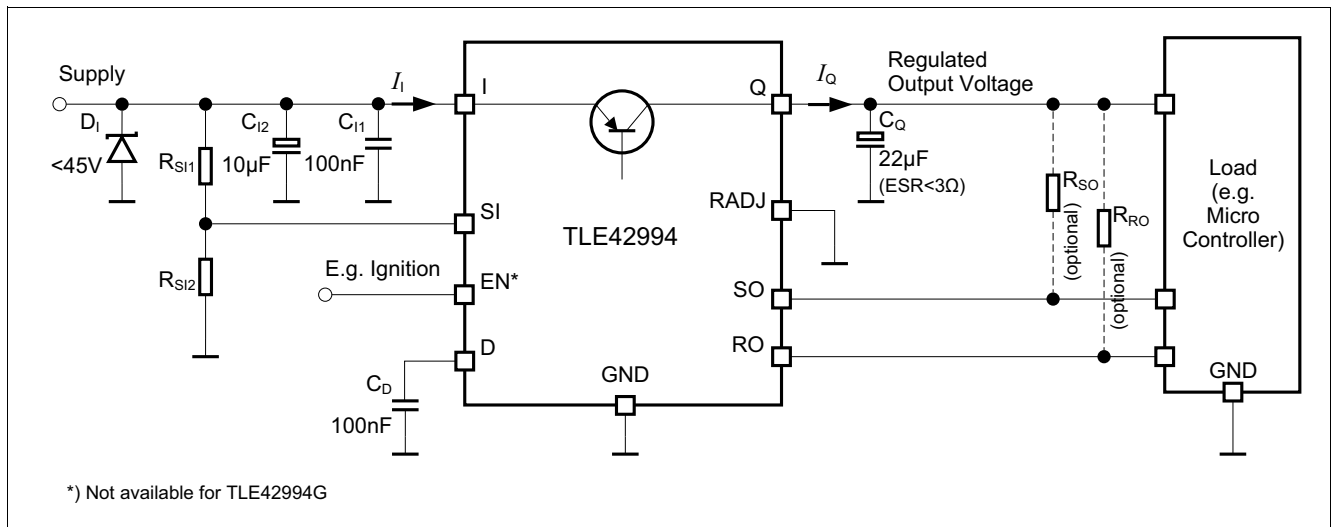 Supply
I_I
I
Q
I_Q
Regulated
Output Voltage
D_I
<45V
R_SI1
C_I2
10µF
C_I1
100nF
C_Q
22µF
(ESR<3Ω)
R_SO
(optional)
R_RO
(optional)
Load
(e.g.
Micro
Controller)
RADJ
SI
TLE42994
R_SI2
E.g. Ignition
EN*
SO
D
RO
C_D
100nF
GND
GND
*) Not available for TLE42994G